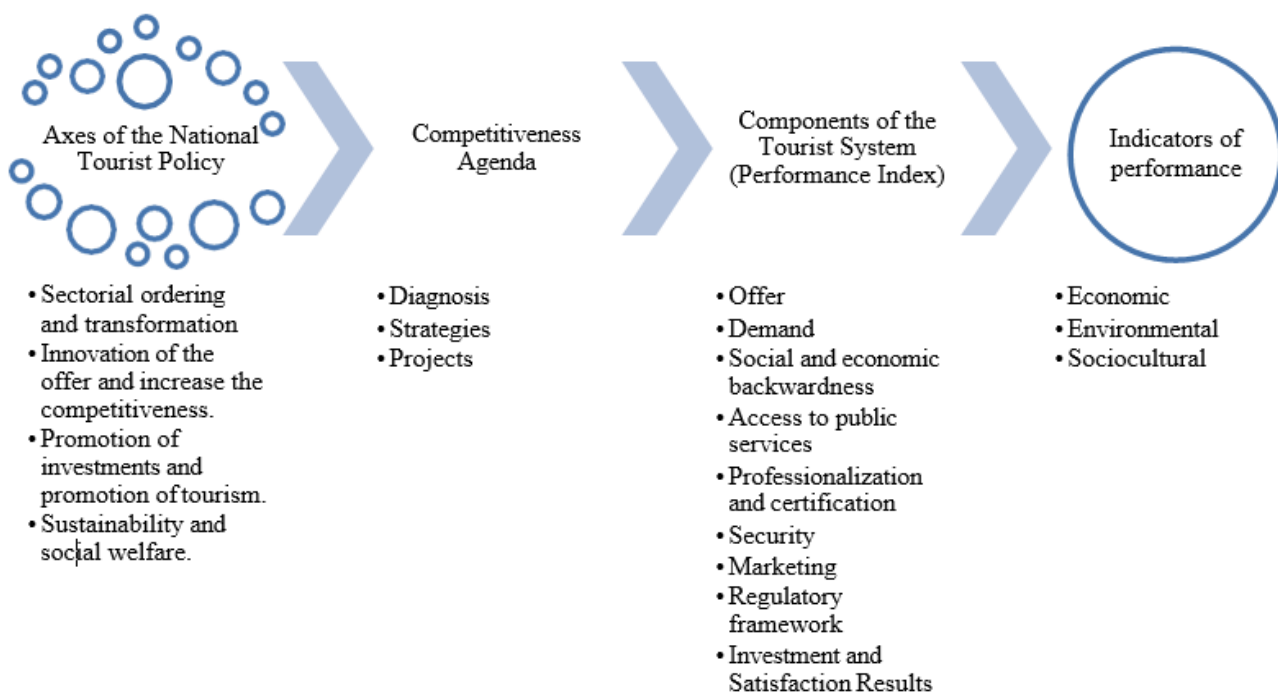 Axes of the National
Tourist Policy
• Sectorial ordering
and transformation
• Innovation of the
offer and increase the
competitiveness.
• Promotion of
investments and
promotion of tourism.
• Sustainability and
social welfare.
Competitiveness
Agenda
• Diagnosis
• Strategies
• Projects
Components of the
Tourist System
(Performance Index)
• Offer
• Demand
• Social and economic
backwardness
• Access to public
services
• Professionalization
and certification
• Security
• Marketing
• Regulatory
framework
• Investment and
Satisfaction Results
Indicators of
performance
• Economic
• Environmental
• Sociocultural